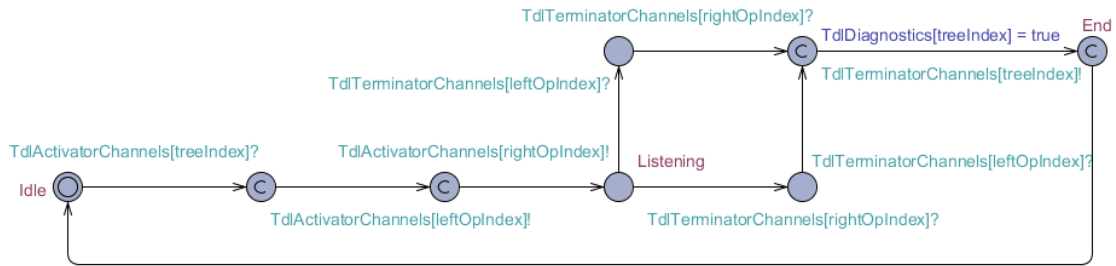 TdlTerminatorChannels[rightOpIndex]?
End
TdlDiagnostics[treeIndex] = true
C
C
TdlTerminatorChannels[leftOpIndex]?
TdlTerminatorChannels[treeIndex]!
TdlActivatorChannels[treeIndex]?
TdlActivatorChannels[rightOpIndex]!
Listening
TdlTerminatorChannels[leftOpIndex]?
Idle
C
C
TdlActivatorChannels[leftOpIndex]!
TdlTerminatorChannels[rightOpIndex]?